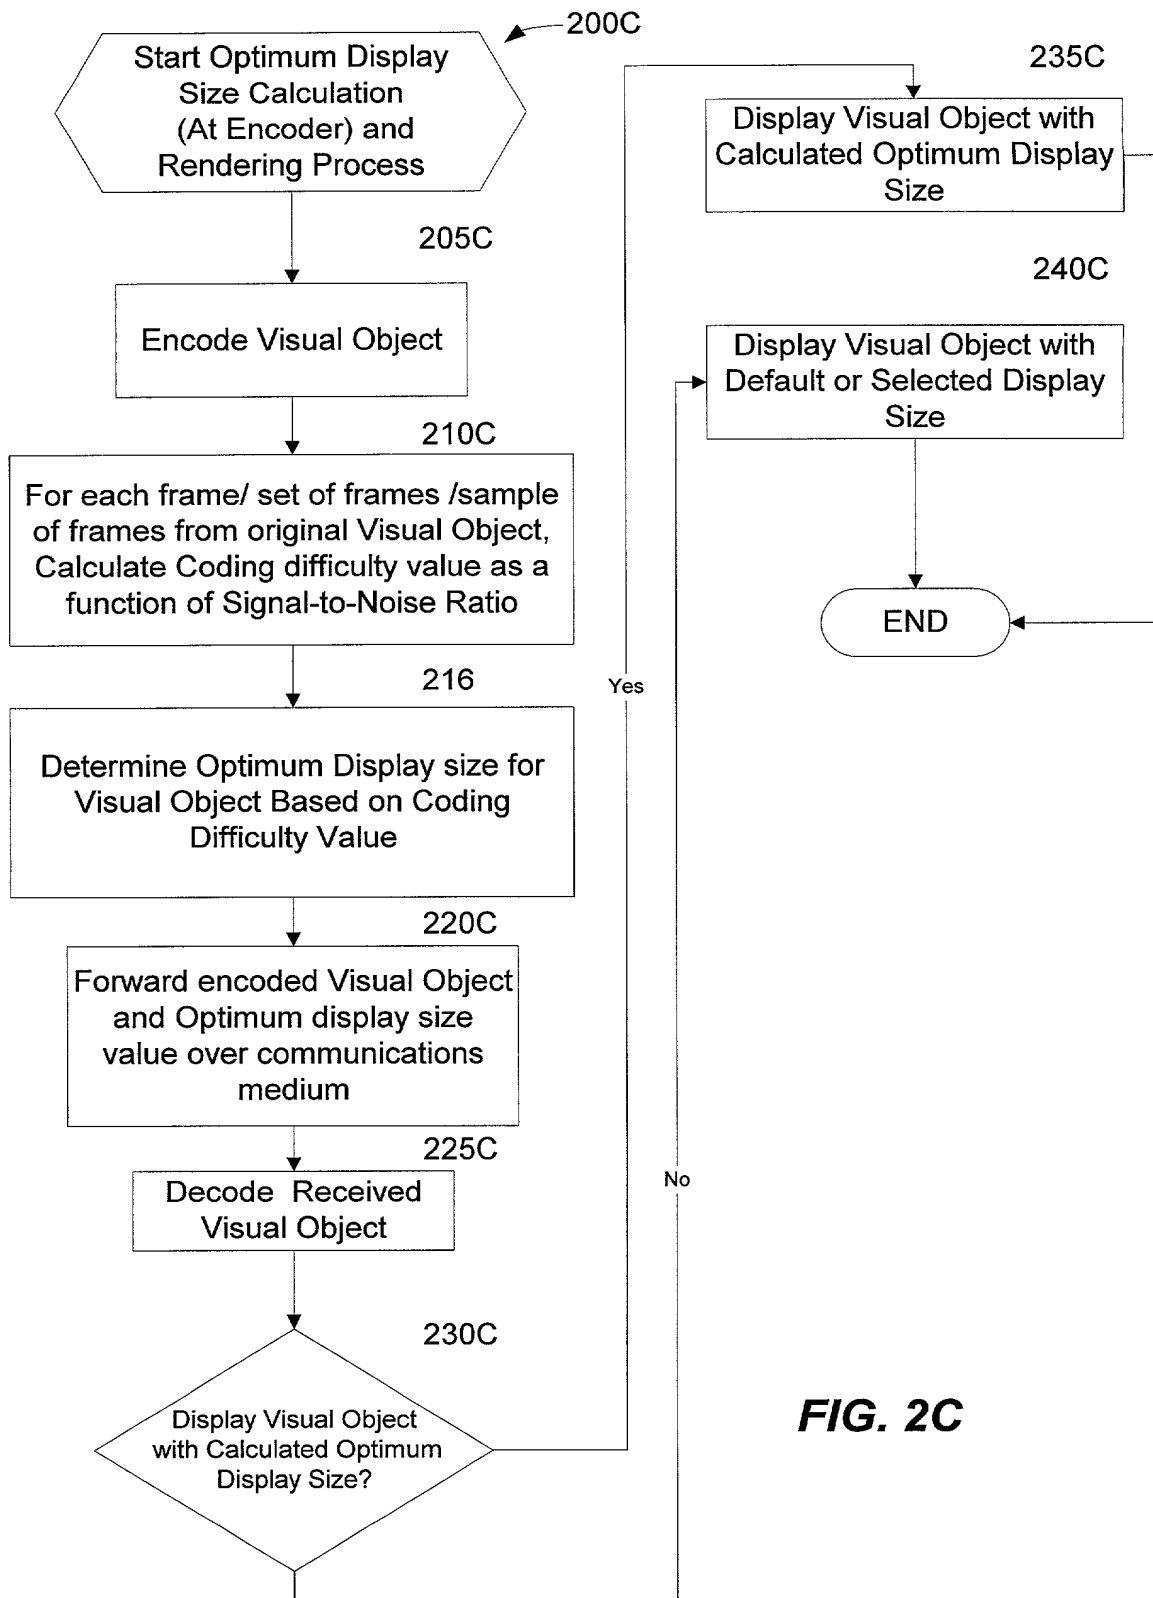 200C
Start Optimum Display
Size Calculation
(At Encoder) and
Rendering Process
205C
Encode Visual Object
210C
For each frame/ set of frames /sample
of frames from original Visual Object,
Calculate Coding difficulty value as a
function of Signal-to-Noise Ratio
216
Determine Optimum Display size for
Visual Object Based on Coding
Difficulty Value
220C
Forward encoded Visual Object
and Optimum display size
value over communications
medium
225C
Decode Received
Visual Object
230C
Display Visual Object
with Calculated Optimum
Display Size?
Yes
No
235C
Display Visual Object with
Calculated Optimum Display
Size
240C
Display Visual Object with
Default or Selected Display
Size
END
FIG. 2C